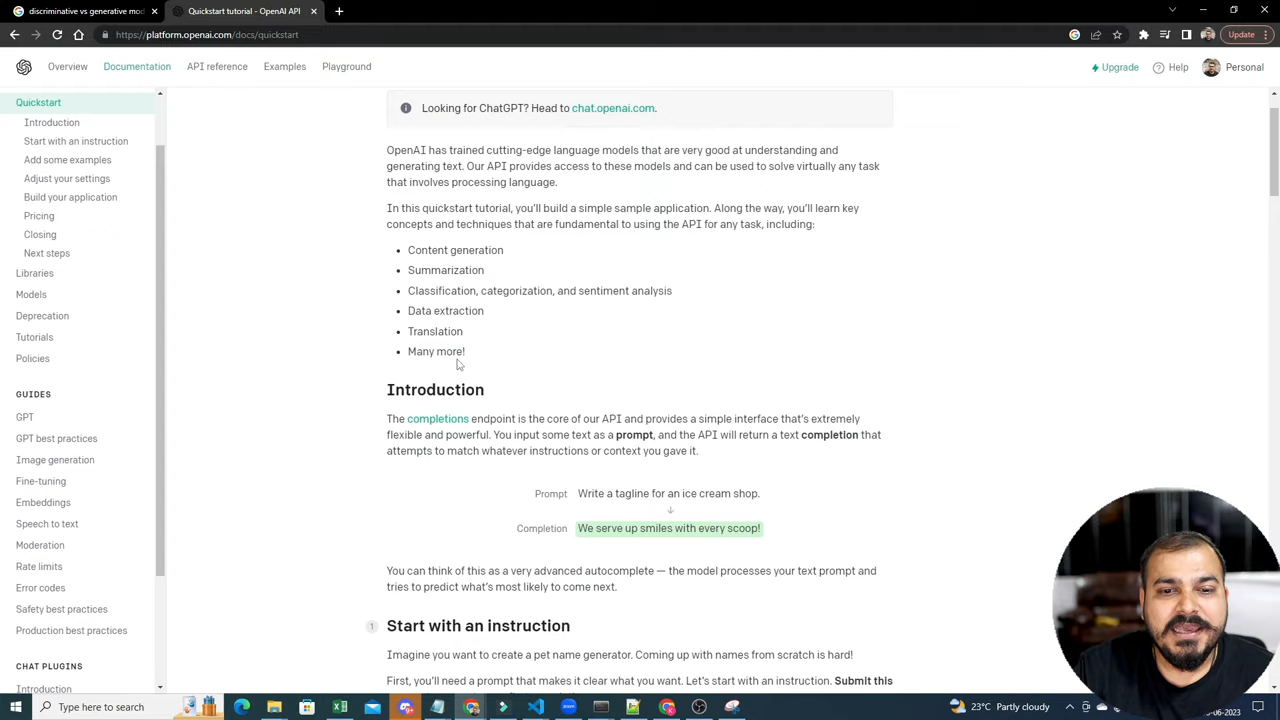 discriminative vs generative mod
Quickstart tutorial - OpenAI API
https://platform.openai.com/docs/quickstart
Update
Overview
Documentation
API reference
Examples
Playground
Upgrade
Help
Personal
Quickstart
Introduction
Start with an instruction
Add some examples
Adjust your settings
Build your application
Pricing
Closing
Next steps
Libraries
Models
Deprecation
Tutorials
Policies
GUIDES
GPT
GPT best practices
Image generation
Fine-tuning
Embeddings
Speech to text
Moderation
Rate limits
Error codes
Safety best practices
Production best practices
CHAT PLUGINS
Introduction
Looking for ChatGPT? Head to chat.openai.com.
OpenAI has trained cutting-edge language models that are very good at understanding and
generating text. Our API provides access to these models and can be used to solve virtually any task
that involves processing language.
In this quickstart tutorial, you'll build a simple sample application. Along the way, you'll learn key
concepts and techniques that are fundamental to using the API for any task, including:
• Content generation
• Summarization
• Classification, categorization, and sentiment analysis
• Data extraction
• Translation
• Many more!
Introduction
The completions endpoint is the core of our API and provides a simple interface that's extremely
flexible and powerful. You input some text as a prompt, and the API will return a text completion that
attempts to match whatever instructions or context you gave it.
Prompt Write a tagline for an ice cream shop.
↓
Completion We serve up smiles with every scoop!
You can think of this as a very advanced autocomplete — the model processes your text prompt and
tries to predict what's most likely to come next.
1 Start with an instruction
Imagine you want to create a pet name generator. Coming up with names from scratch is hard!
First, you'll need a prompt that makes it clear what you want. Let's start with an instruction. Submit this
Type here to search
23°C Partly cloudy
-06-2023